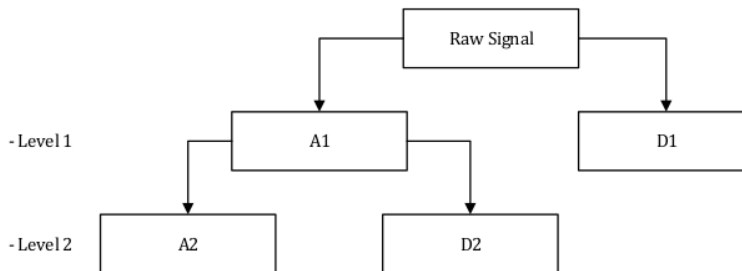 Raw Signal
- Level 1
A1
D1
- Level 2
A2
D2